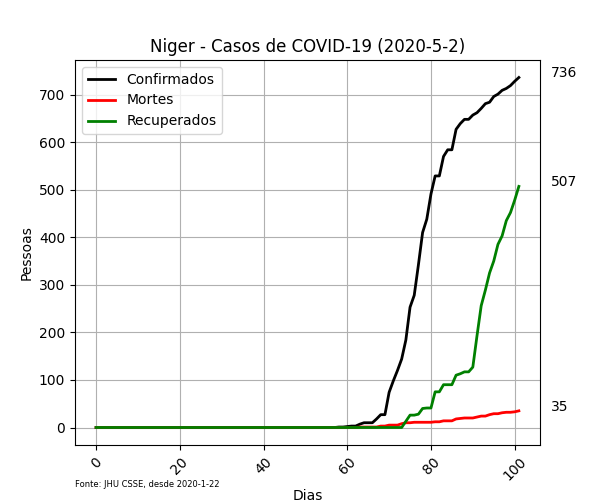 Niger - Casos de COVID-19 (2020-5-2)
Confirmados
Mortes
Recuperados
736
507
35
Pessoas
700
600
500
400
300
200
100
0
0
20
40
60
80
100
Fonte: JHU CSSE, desde 2020-1-22
Dias